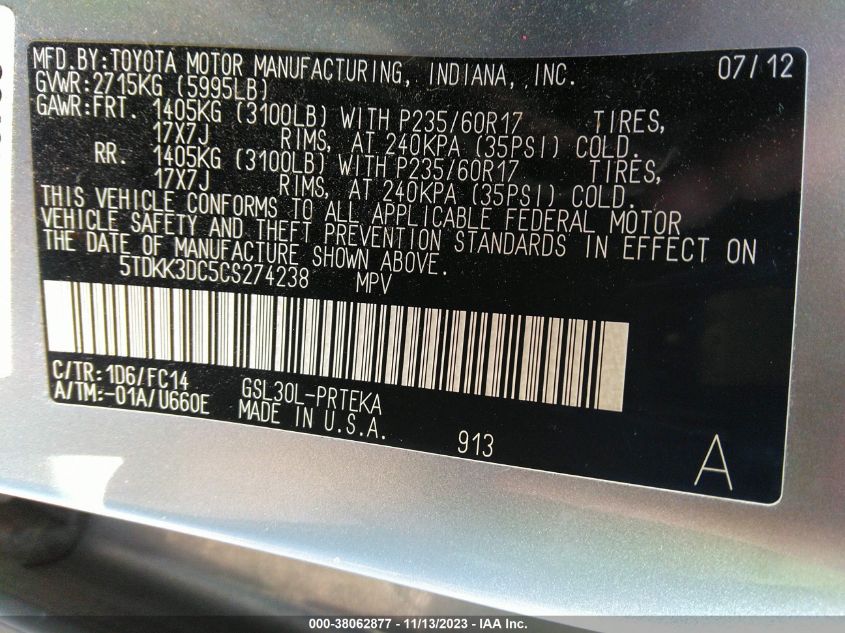 MFD.BY:TOYOTA MOTOR MANUFACTURING, INDIANA, INC. 07/12
GVWR:2715KG (5995LB)
GAWR:FRT. 1405KG (3100LB) WITH P235/60R17 TIRES,
17X7J RIMS, AT 240KPA (35PSI) COLD.
RR. 1405KG (3100LB) WITH P235/60R17 TIRES,
17X7J RIMS, AT 240KPA (35PSI) COLD.
THIS VEHICLE CONFORMS TO ALL APPLICABLE FEDERAL MOTOR
VEHICLE SAFETY AND THEFT PREVENTION STANDARDS IN EFFECT ON
THE DATE OF MANUFACTURE SHOWN ABOVE.
5TDKK3DC5CS274238 MPV
C/TR:1D6/FC14 GSL30L-PRTEKA
A/TM:-01A/U660E MADE IN U.S.A.
913
A
000-38062877 - 11/13/2023 - IAA Inc.